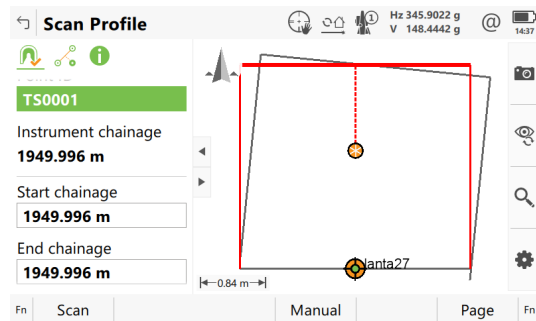 Scan Profile
1
Hz 345.9022 g
V 148.4442 g
@
14:37
TS0001
Instrument chainage
1949.996 m
Start chainage
1949.996 m
End chainage
1949.996 m
lanta27
0.84 m
Fn
Scan
Manual
Page
Fn